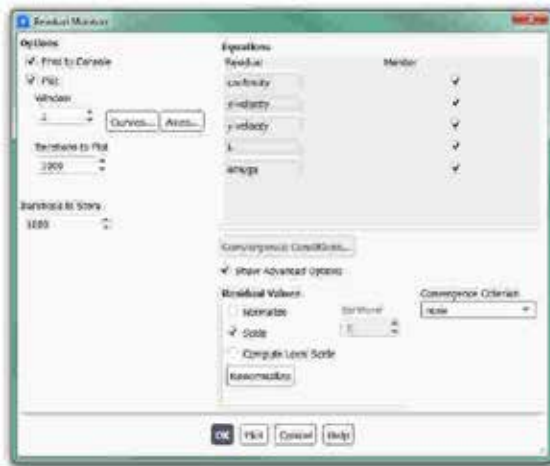 Residual Monitors
Options
Print to Console
Plot
Window
Curves... Axes...
Iterations to Plot
1000
Iterations to Store
1000
Equations
Residual Monitor
continuity
x-velocity
y-velocity
k
omega
Convergence Conditions...
Show Advanced Options
Residual Values
Normalize
Iterations
Scale
5
Compute Local Scale
Renormalize
Convergence Criterion
none
OK Plot Cancel Help